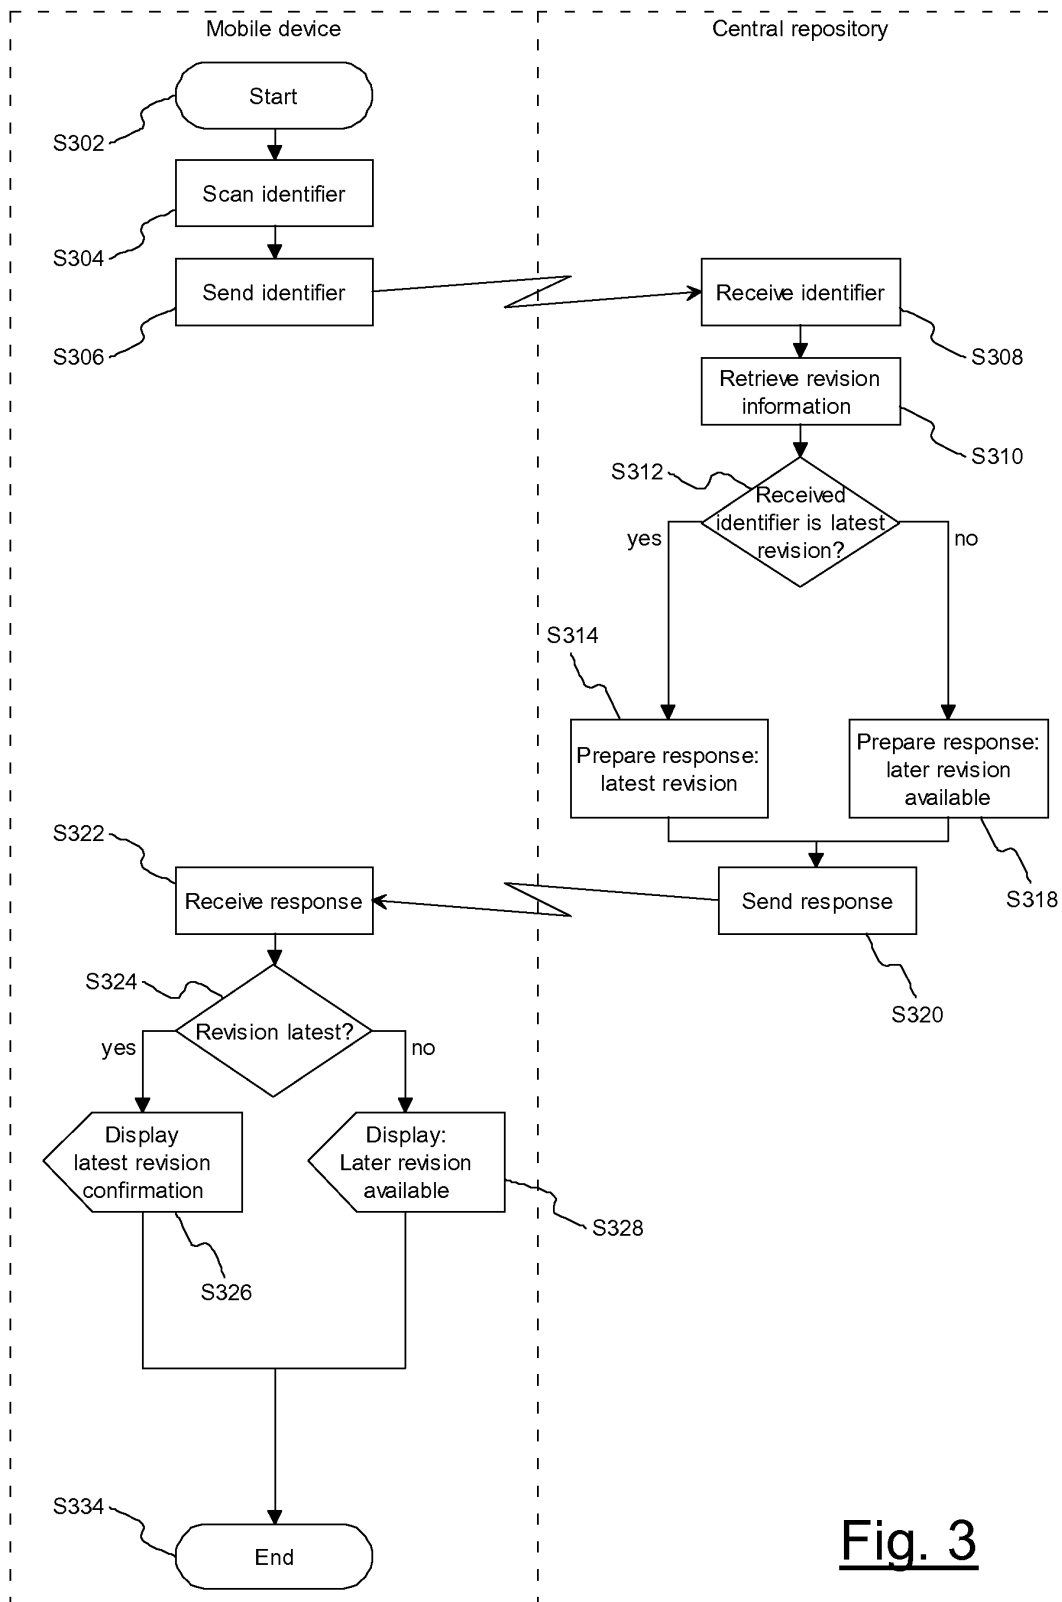 Mobile device
Central repository
Start
S302
Scan identifier
S304
Send identifier
S306
Receive identifier
S308
Retrieve revision
information
S310
S312
Received
identifier is latest
revision?
yes
no
S314
Prepare response:
latest revision
Prepare response:
later revision
available
S318
Send response
S320
S322
Receive response
S324
Revision latest?
yes
no
Display
latest revision
confirmation
S326
Display:
Later revision
available
S328
S334
End
Fig. 3